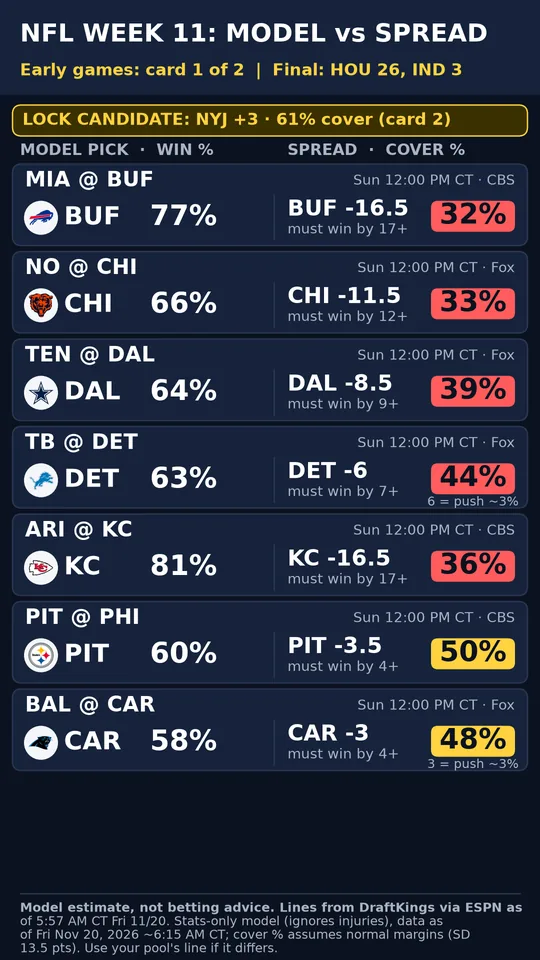 NFL WEEK 11: MODEL vs SPREAD
Early games: card 1 of 2 | Final: HOU 26, IND 3
LOCK CANDIDATE: NYJ +3 · 61% cover (card 2)
MODEL PICK · WIN % SPREAD · COVER %
MIA @ BUF Sun 12:00 PM CT · CBS
BUF 77% BUF -16.5 32%
must win by 17+
NO @ CHI Sun 12:00 PM CT · Fox
CHI 66% CHI -11.5 33%
must win by 12+
TEN @ DAL Sun 12:00 PM CT · Fox
DAL 64% DAL -8.5 39%
must win by 9+
TB @ DET Sun 12:00 PM CT · Fox
DET 63% DET -6 44%
must win by 7+
6 = push ~3%
ARI @ KC Sun 12:00 PM CT · CBS
KC 81% KC -16.5 36%
must win by 17+
PIT @ PHI Sun 12:00 PM CT · CBS
PIT 60% PIT -3.5 50%
must win by 4+
BAL @ CAR Sun 12:00 PM CT · Fox
CAR 58% CAR -3 48%
must win by 4+
3 = push ~3%
Model estimate, not betting advice. Lines from DraftKings via ESPN as
of 5:57 AM CT Fri 11/20. Stats-only model (ignores injuries), data as
of Fri Nov 20, 2026 ~6:15 AM CT; cover % assumes normal margins (SD
13.5 pts). Use your pool's line if it differs.